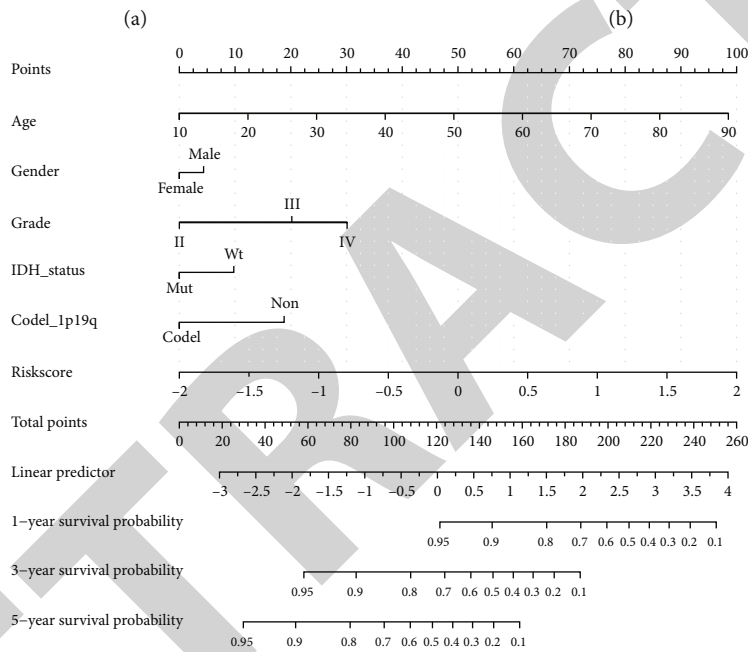 (a) (b)
0 10 20 30 40 50 60 70 80 90 100
Points
Age
10 20 30 40 50 60 70 80 90
Male
Gender
Female
III
Grade
II IV
Wt
IDH_status
Mut
Non
Codel_1p19q
Codel
Riskscore
−2 −1.5 −1 −0.5 0 0.5 1 1.5 2
Total points
0 20 40 60 80 100 120 140 160 180 200 220 240 260
Linear predictor
−3 −2.5 −2 −1.5 −1 −0.5 0 0.5 1 1.5 2 2.5 3 3.5 4
1−year survival probability
0.95 0.9 0.8 0.7 0.6 0.5 0.4 0.3 0.2 0.1
3−year survival probability
0.95 0.9 0.8 0.7 0.6 0.5 0.4 0.3 0.2 0.1
5−year survival probability
0.95 0.9 0.8 0.7 0.6 0.5 0.4 0.3 0.2 0.1
TRAC